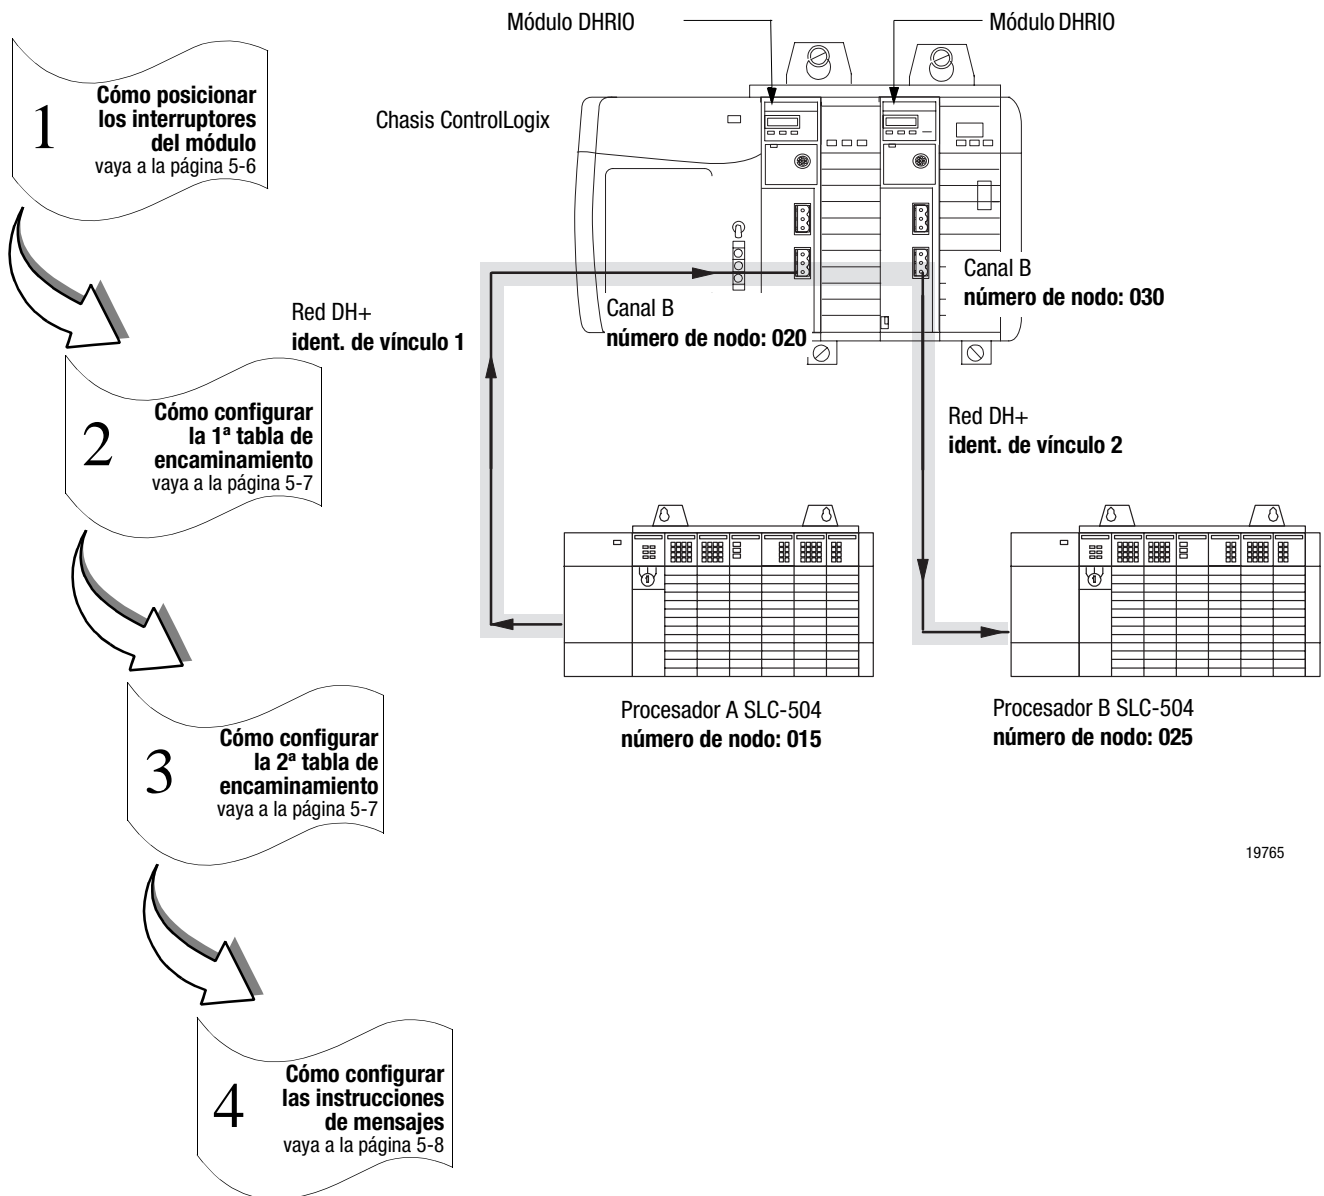 1
Cómo posicionar
los interruptores
del módulo
vaya a la página 5-6
2
Cómo configurar
la 1ª tabla de
encaminamiento
vaya a la página 5-7
3
Cómo configurar
la 2ª tabla de
encaminamiento
vaya a la página 5-7
4
Cómo configurar
las instrucciones
de mensajes
vaya a la página 5-8
Módulo DHRIO
Módulo DHRIO
Chasis ControlLogix
Canal B
número de nodo: 030
Canal B
número de nodo: 020
Red DH+
ident. de vínculo 1
Red DH+
ident. de vínculo 2
Procesador A SLC-504
número de nodo: 015
Procesador B SLC-504
número de nodo: 025
19765